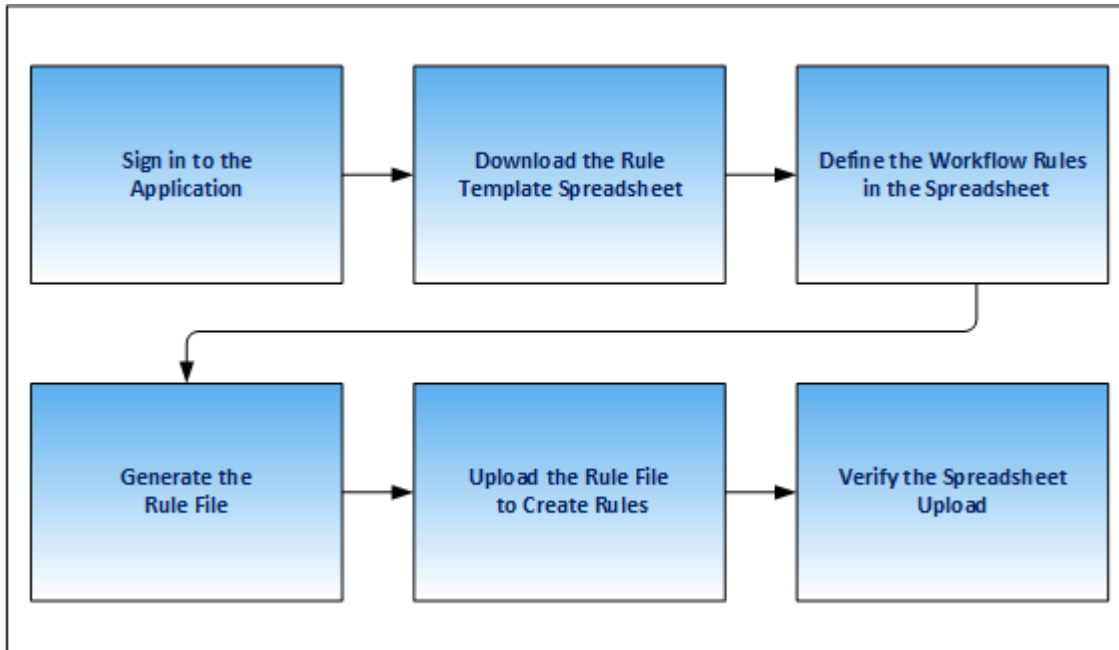 Sign in to the
Application
Download the Rule
Template Spreadsheet
Define the Workflow Rules
in the Spreadsheet
Generate the
Rule File
Upload the Rule File
to Create Rules
Verify the Spreadsheet
Upload